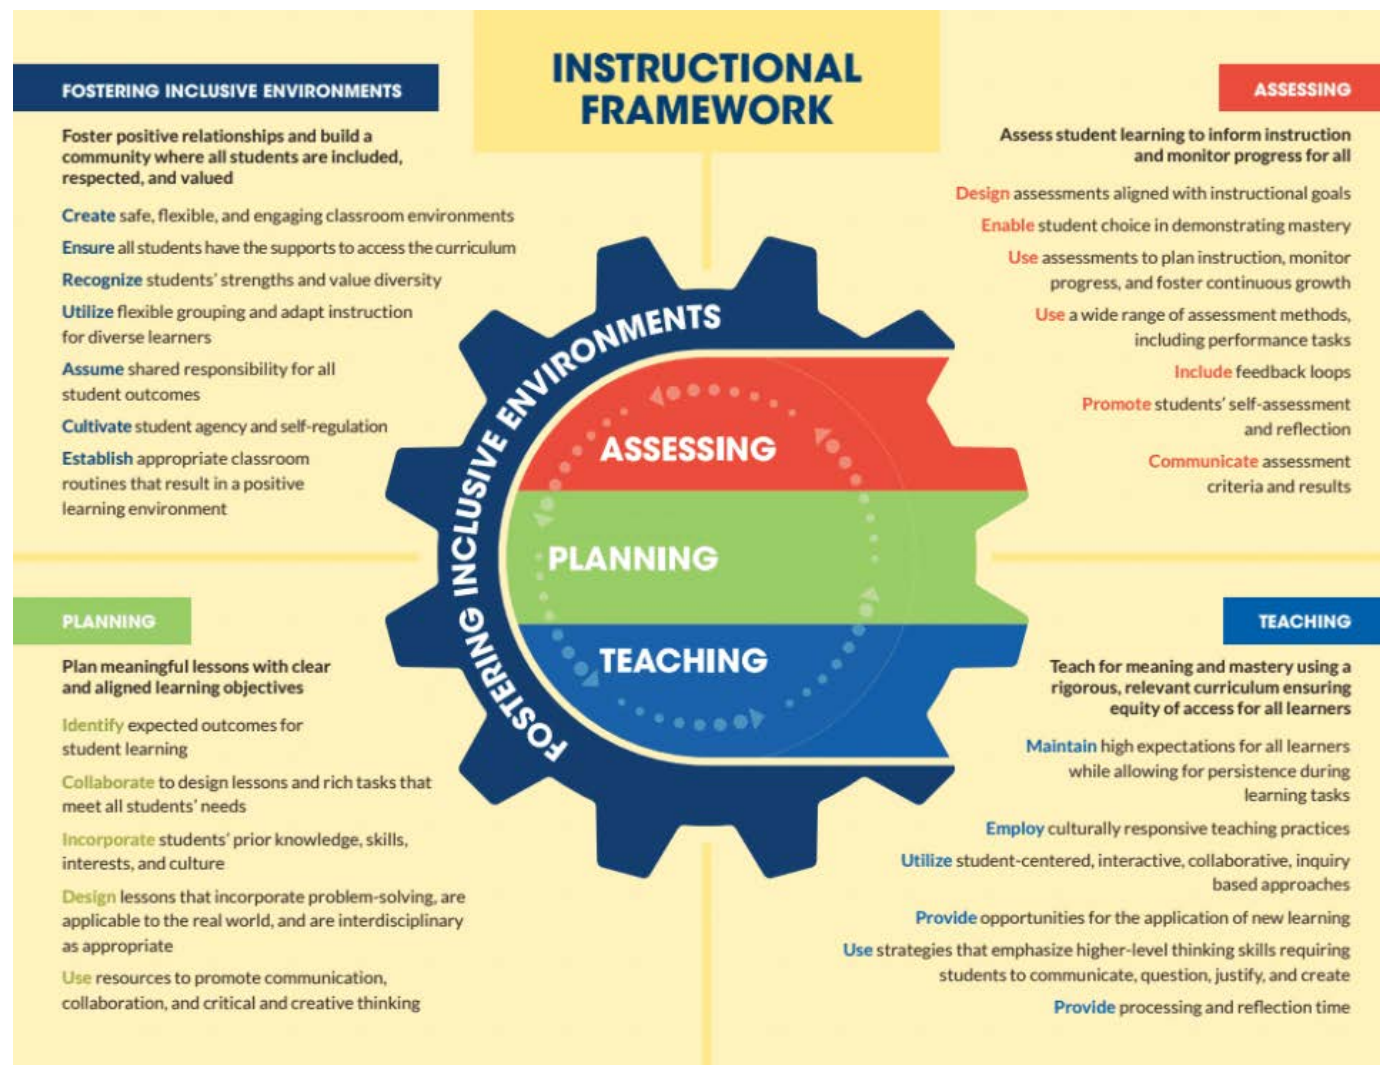 INSTRUCTIONAL
FRAMEWORK
FOSTERING INCLUSIVE ENVIRONMENTS
Foster positive relationships and build a
community where all students are included,
respected, and valued
Create safe, flexible, and engaging classroom environments
Ensure all students have the supports to access the curriculum
Recognize students' strengths and value diversity
Utilize flexible grouping and adapt instruction
for diverse learners
Assume shared responsibility for all
student outcomes
Cultivate student agency and self-regulation
Establish appropriate classroom
routines that result in a positive
learning environment
ASSESSING
Assess student learning to inform instruction
and monitor progress for all
Design assessments aligned with instructional goals
Enable student choice in demonstrating mastery
Use assessments to plan instruction, monitor
progress, and foster continuous growth
Use a wide range of assessment methods,
including performance tasks
Include feedback loops
Promote students' self-assessment
and reflection
Communicate assessment
criteria and results
FOSTERING INCLUSIVE ENVIRONMENTS
ASSESSING
PLANNING
TEACHING
PLANNING
Plan meaningful lessons with clear
and aligned learning objectives
Identify expected outcomes for
student learning
Collaborate to design lessons and rich tasks that
meet all students' needs
Incorporate students' prior knowledge, skills,
interests, and culture
Design lessons that incorporate problem-solving, are
applicable to the real world, and are interdisciplinary
as appropriate
Use resources to promote communication,
collaboration, and critical and creative thinking
TEACHING
Teach for meaning and mastery using a
rigorous, relevant curriculum ensuring
equity of access for all learners
Maintain high expectations for all learners
while allowing for persistence during
learning tasks
Employ culturally responsive teaching practices
Utilize student-centered, interactive, collaborative, inquiry
based approaches
Provide opportunities for the application of new learning
Use strategies that emphasize higher-level thinking skills requiring
students to communicate, question, justify, and create
Provide processing and reflection time